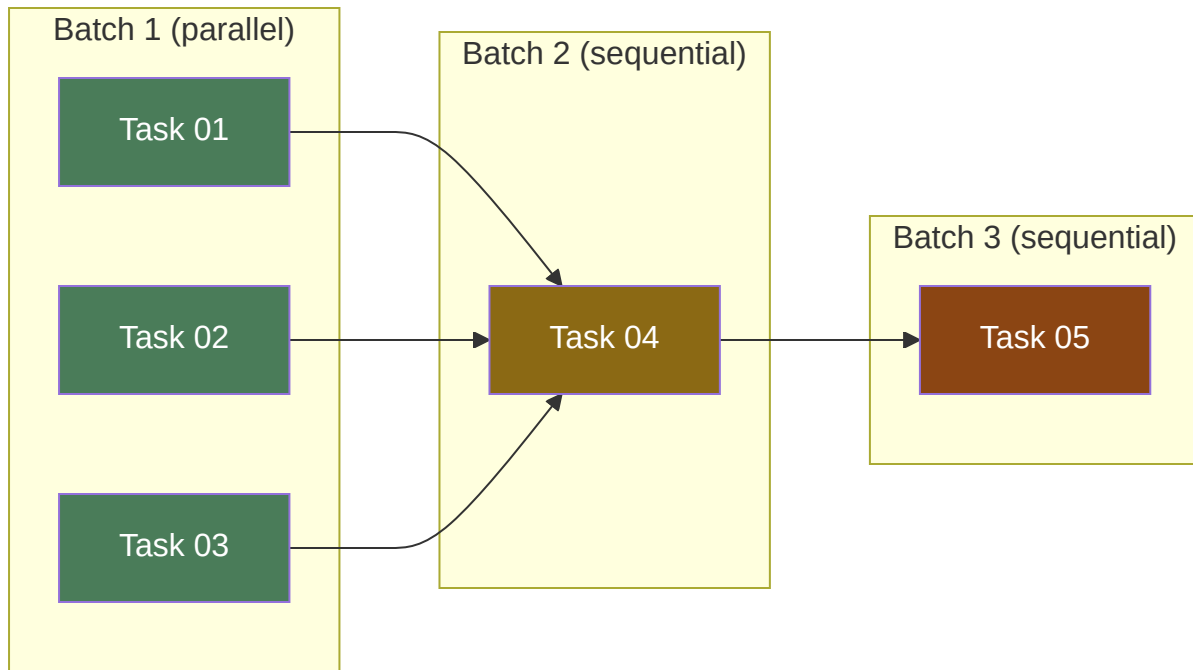 Batch 1 (parallel)
Task 01
Task 02
Task 03
Batch 2 (sequential)
Task 04
Batch 3 (sequential)
Task 05